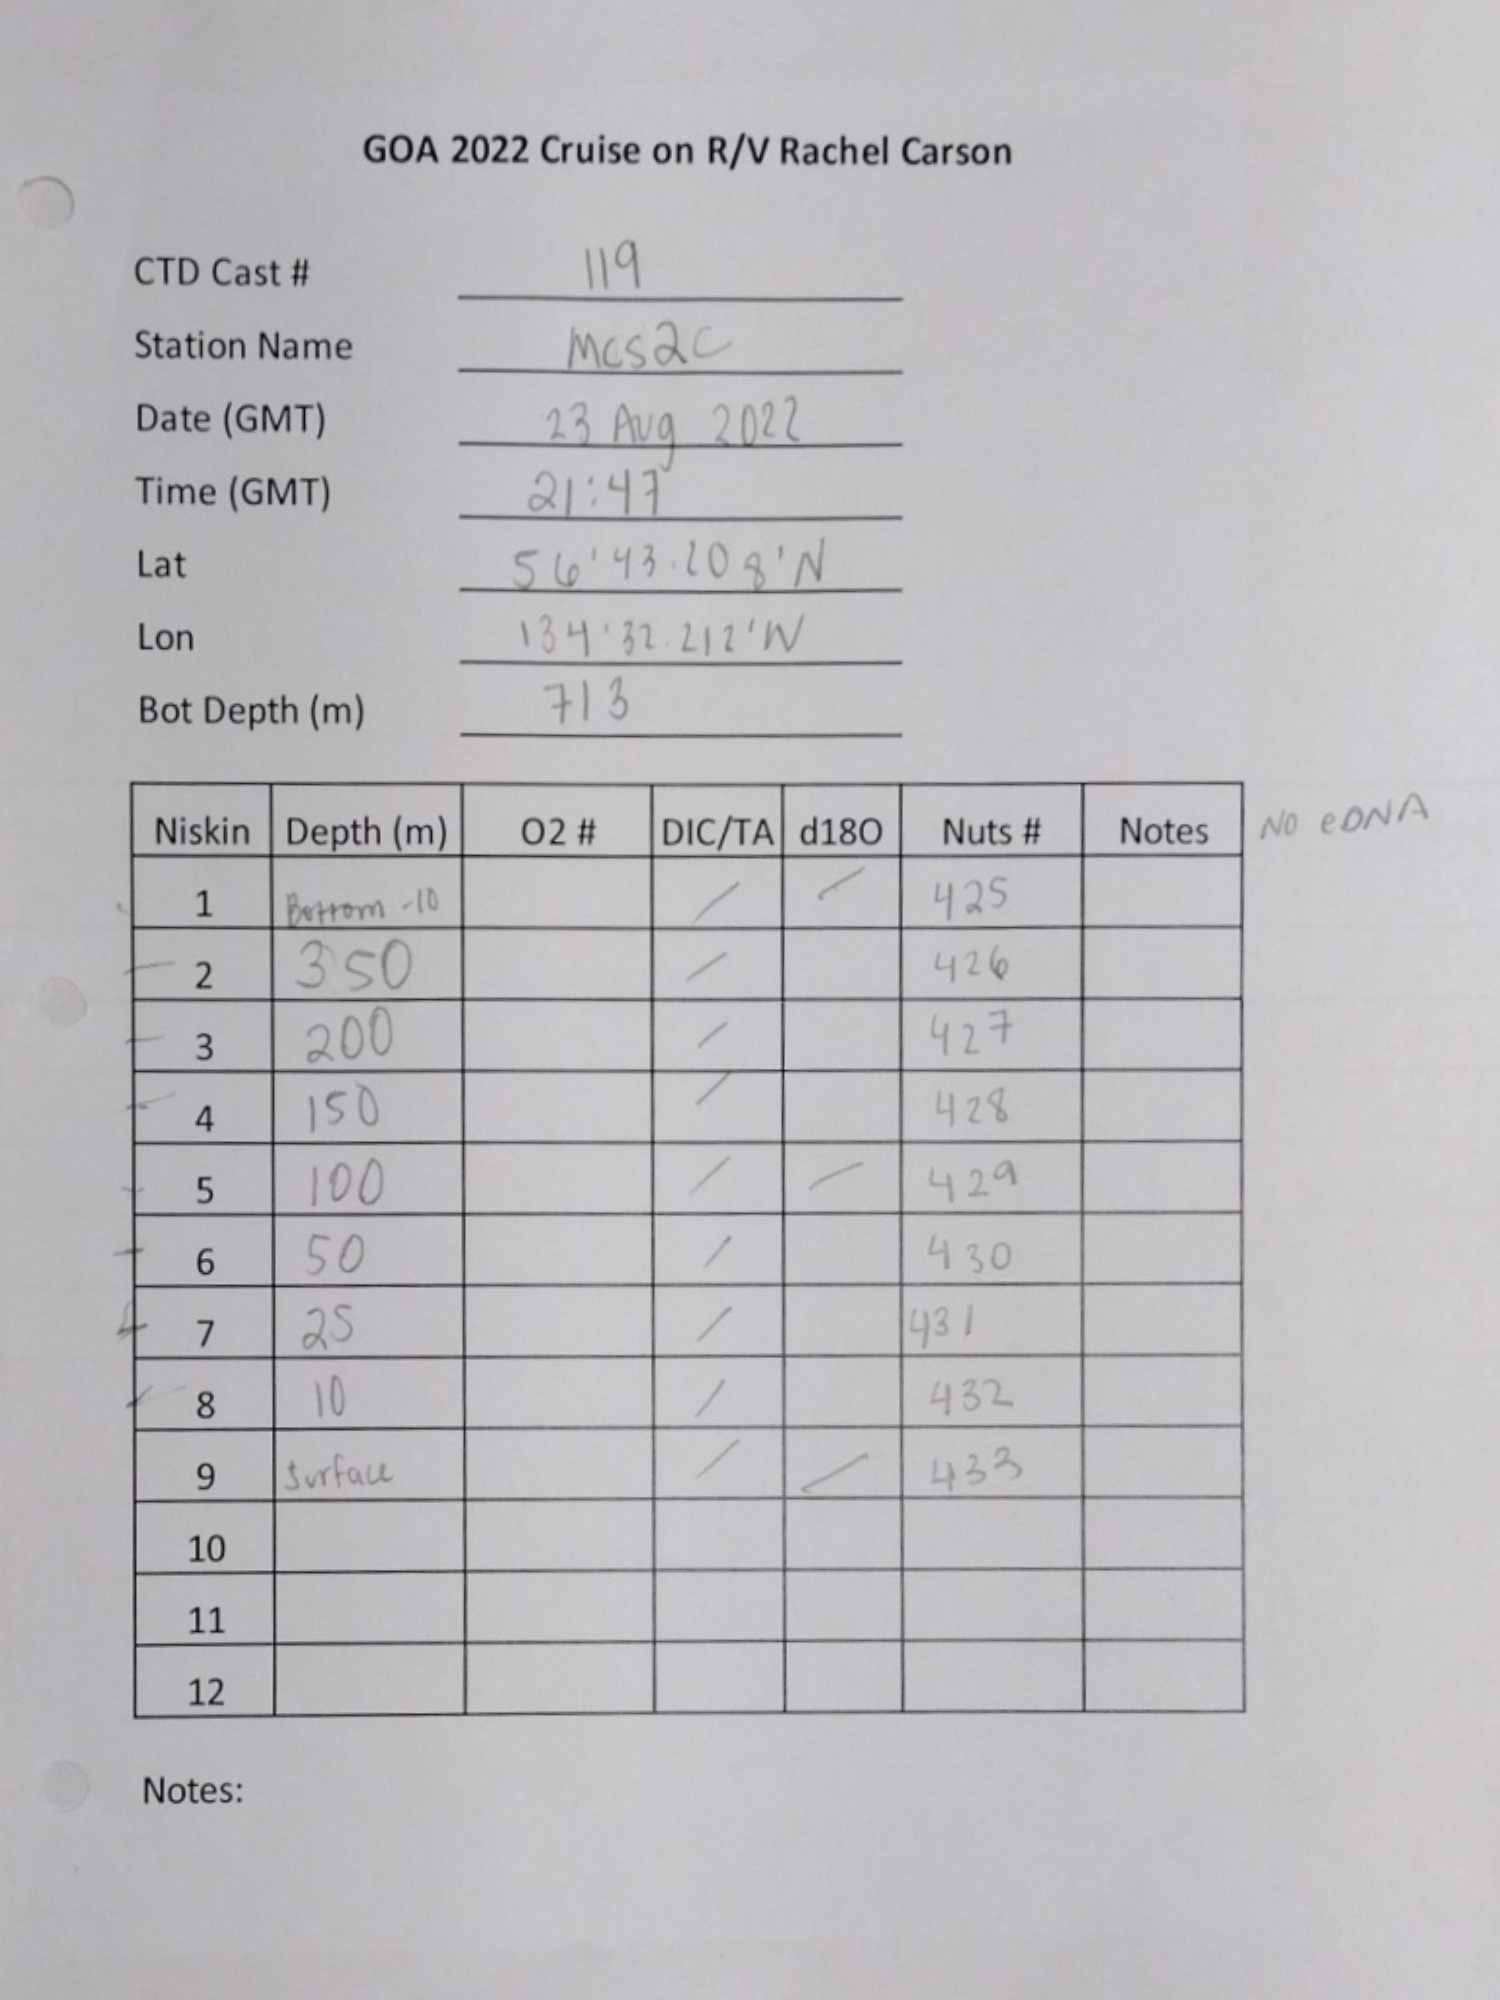 GOA 2022 Cruise on R/V Rachel Carson
CTD Cast # 119
Station Name MCS2C
Date (GMT) 23 Aug 2022
Time (GMT) 21:47
Lat 56'43.208'N
Lon 134'32.212'W
Bot Depth (m) 713
Niskin Depth (m) O2 # DIC/TA d18O Nuts # Notes NO eDNA
1 Bottom -10 / / 425
2 350 / 426
3 200 / 427
4 150 / 428
5 100 / / 429
6 50 / 430
7 25 / 431
8 10 / 432
9 Surface / / 433
10
11
12
Notes: